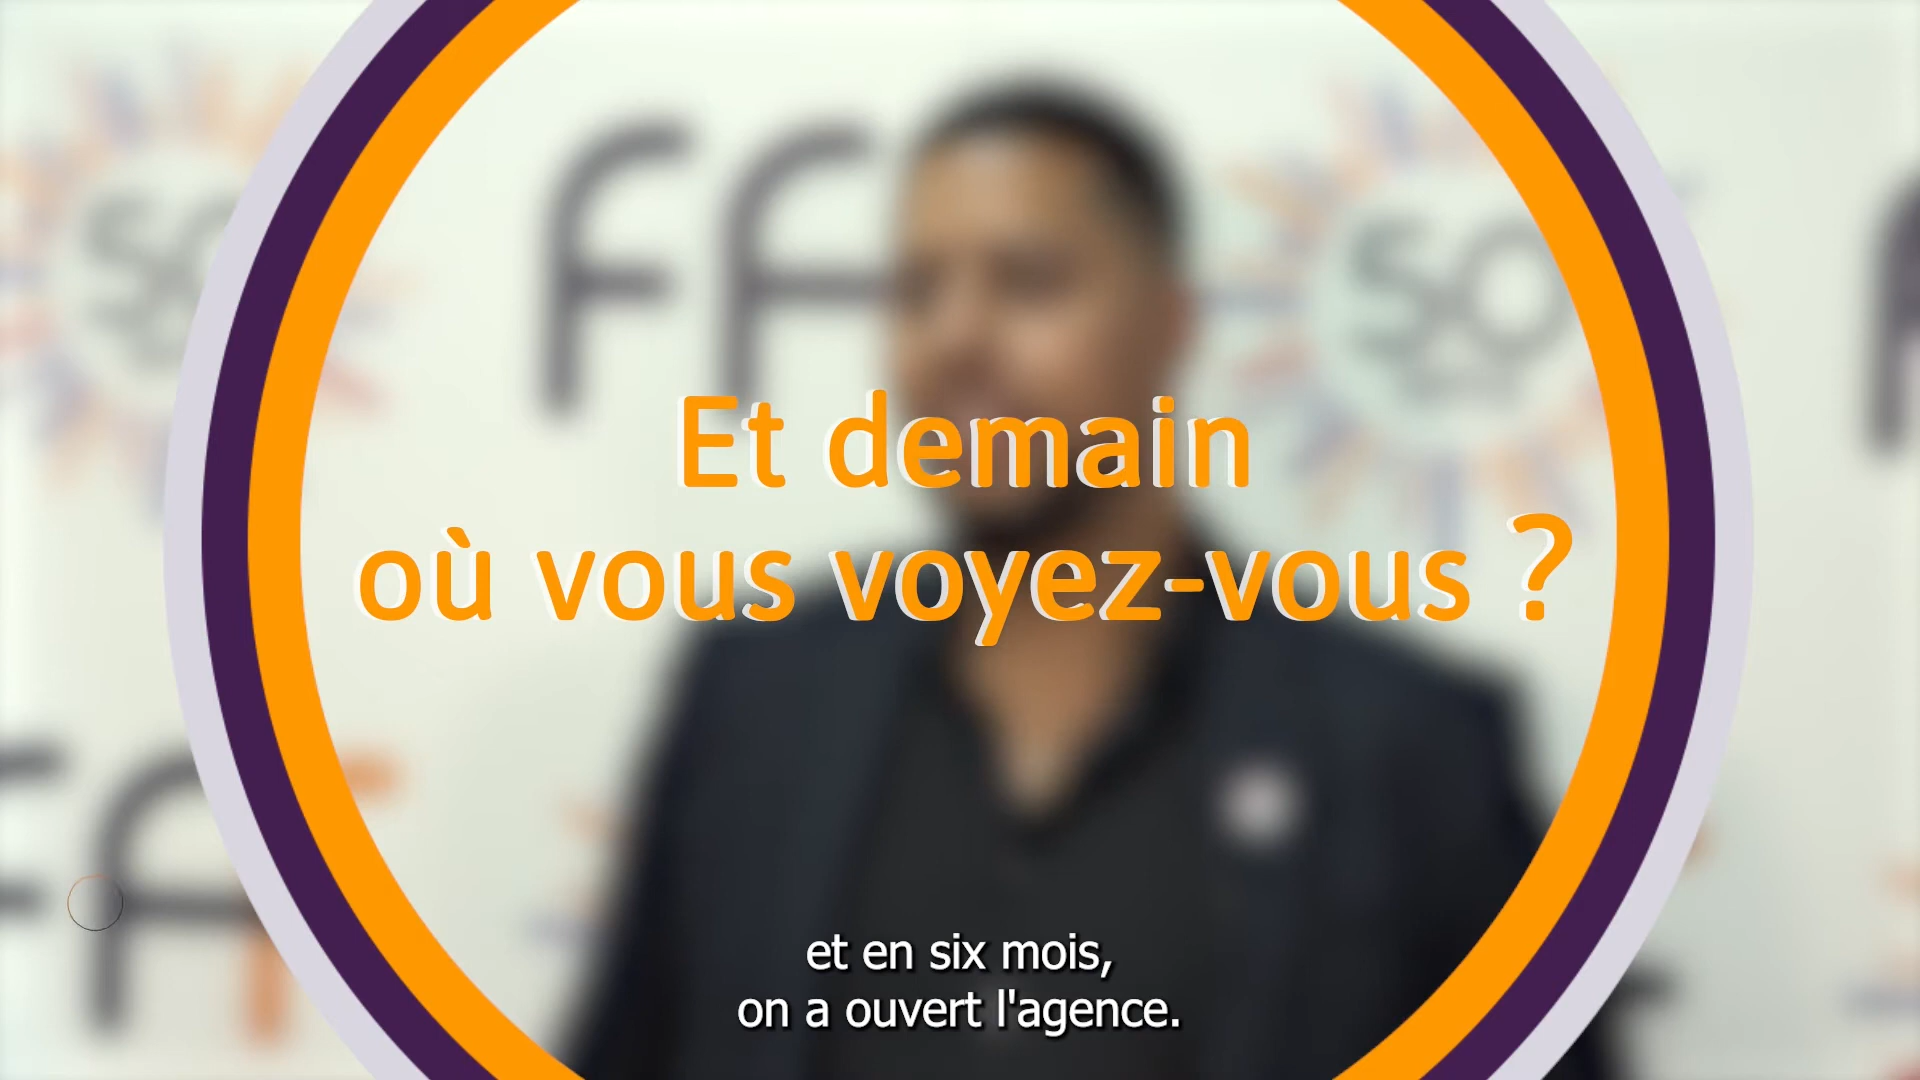 Et demain
où vous voyez-vous ?
et en six mois,
on a ouvert l'agence.